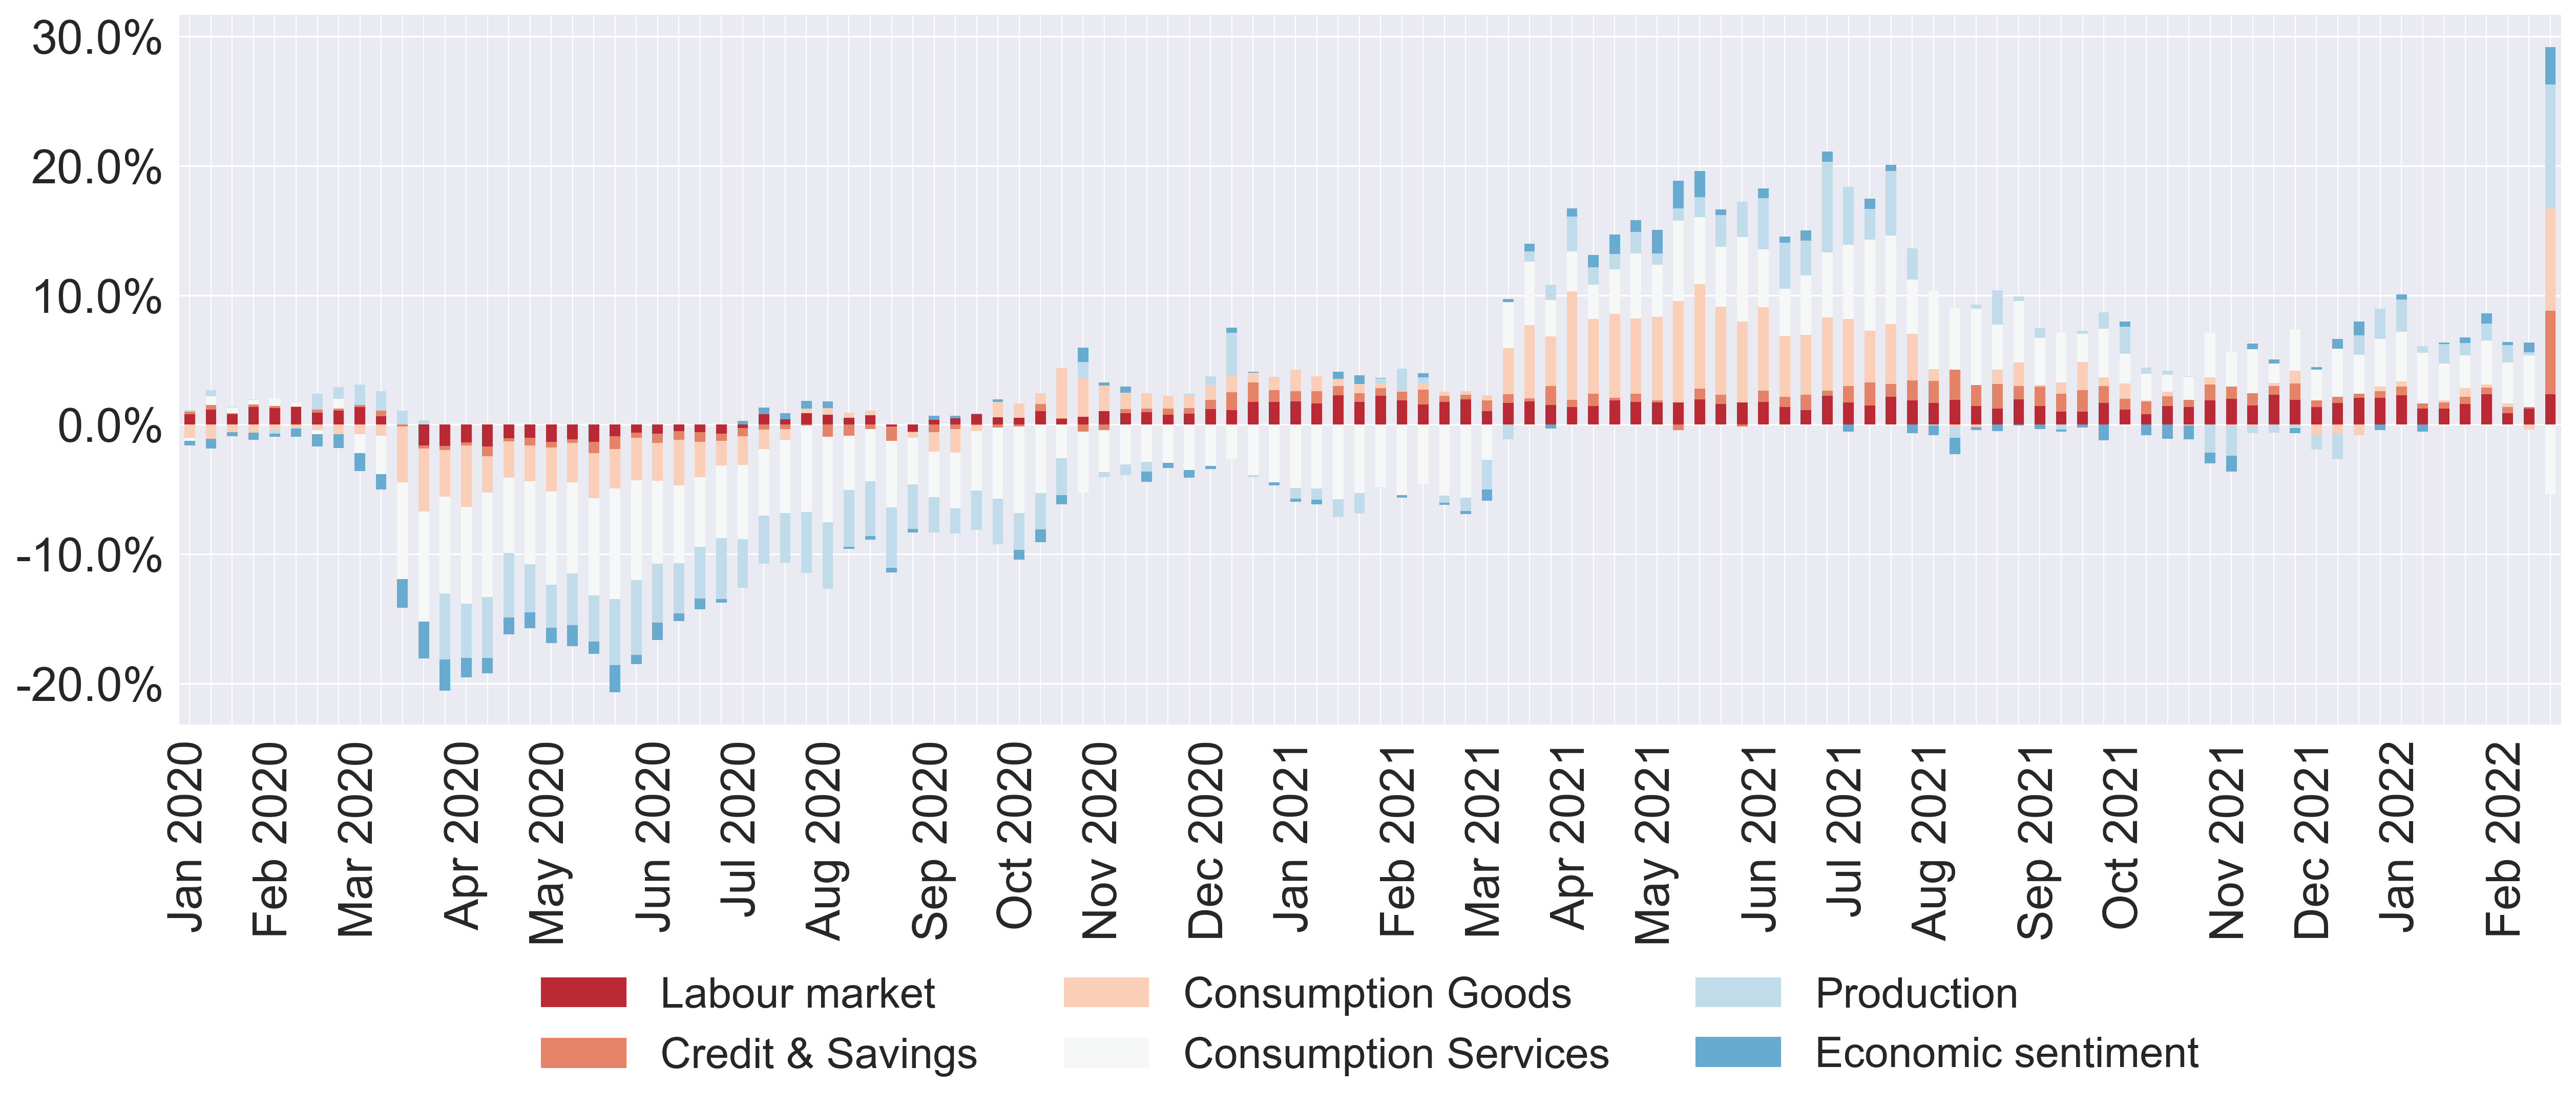 30.0%
20.0%
10.0%
0.0%
-10.0%
-20.0%
Jan 2020
Feb 2020
Mar 2020
Apr 2020
May 2020
Jun 2020
Jul 2020
Aug 2020
Sep 2020
Oct 2020
Nov 2020
Dec 2020
Jan 2021
Feb 2021
Mar 2021
Apr 2021
May 2021
Jun 2021
Jul 2021
Aug 2021
Sep 2021
Oct 2021
Nov 2021
Dec 2021
Jan 2022
Feb 2022
Labour market
Credit & Savings
Consumption Goods
Consumption Services
Production
Economic sentiment